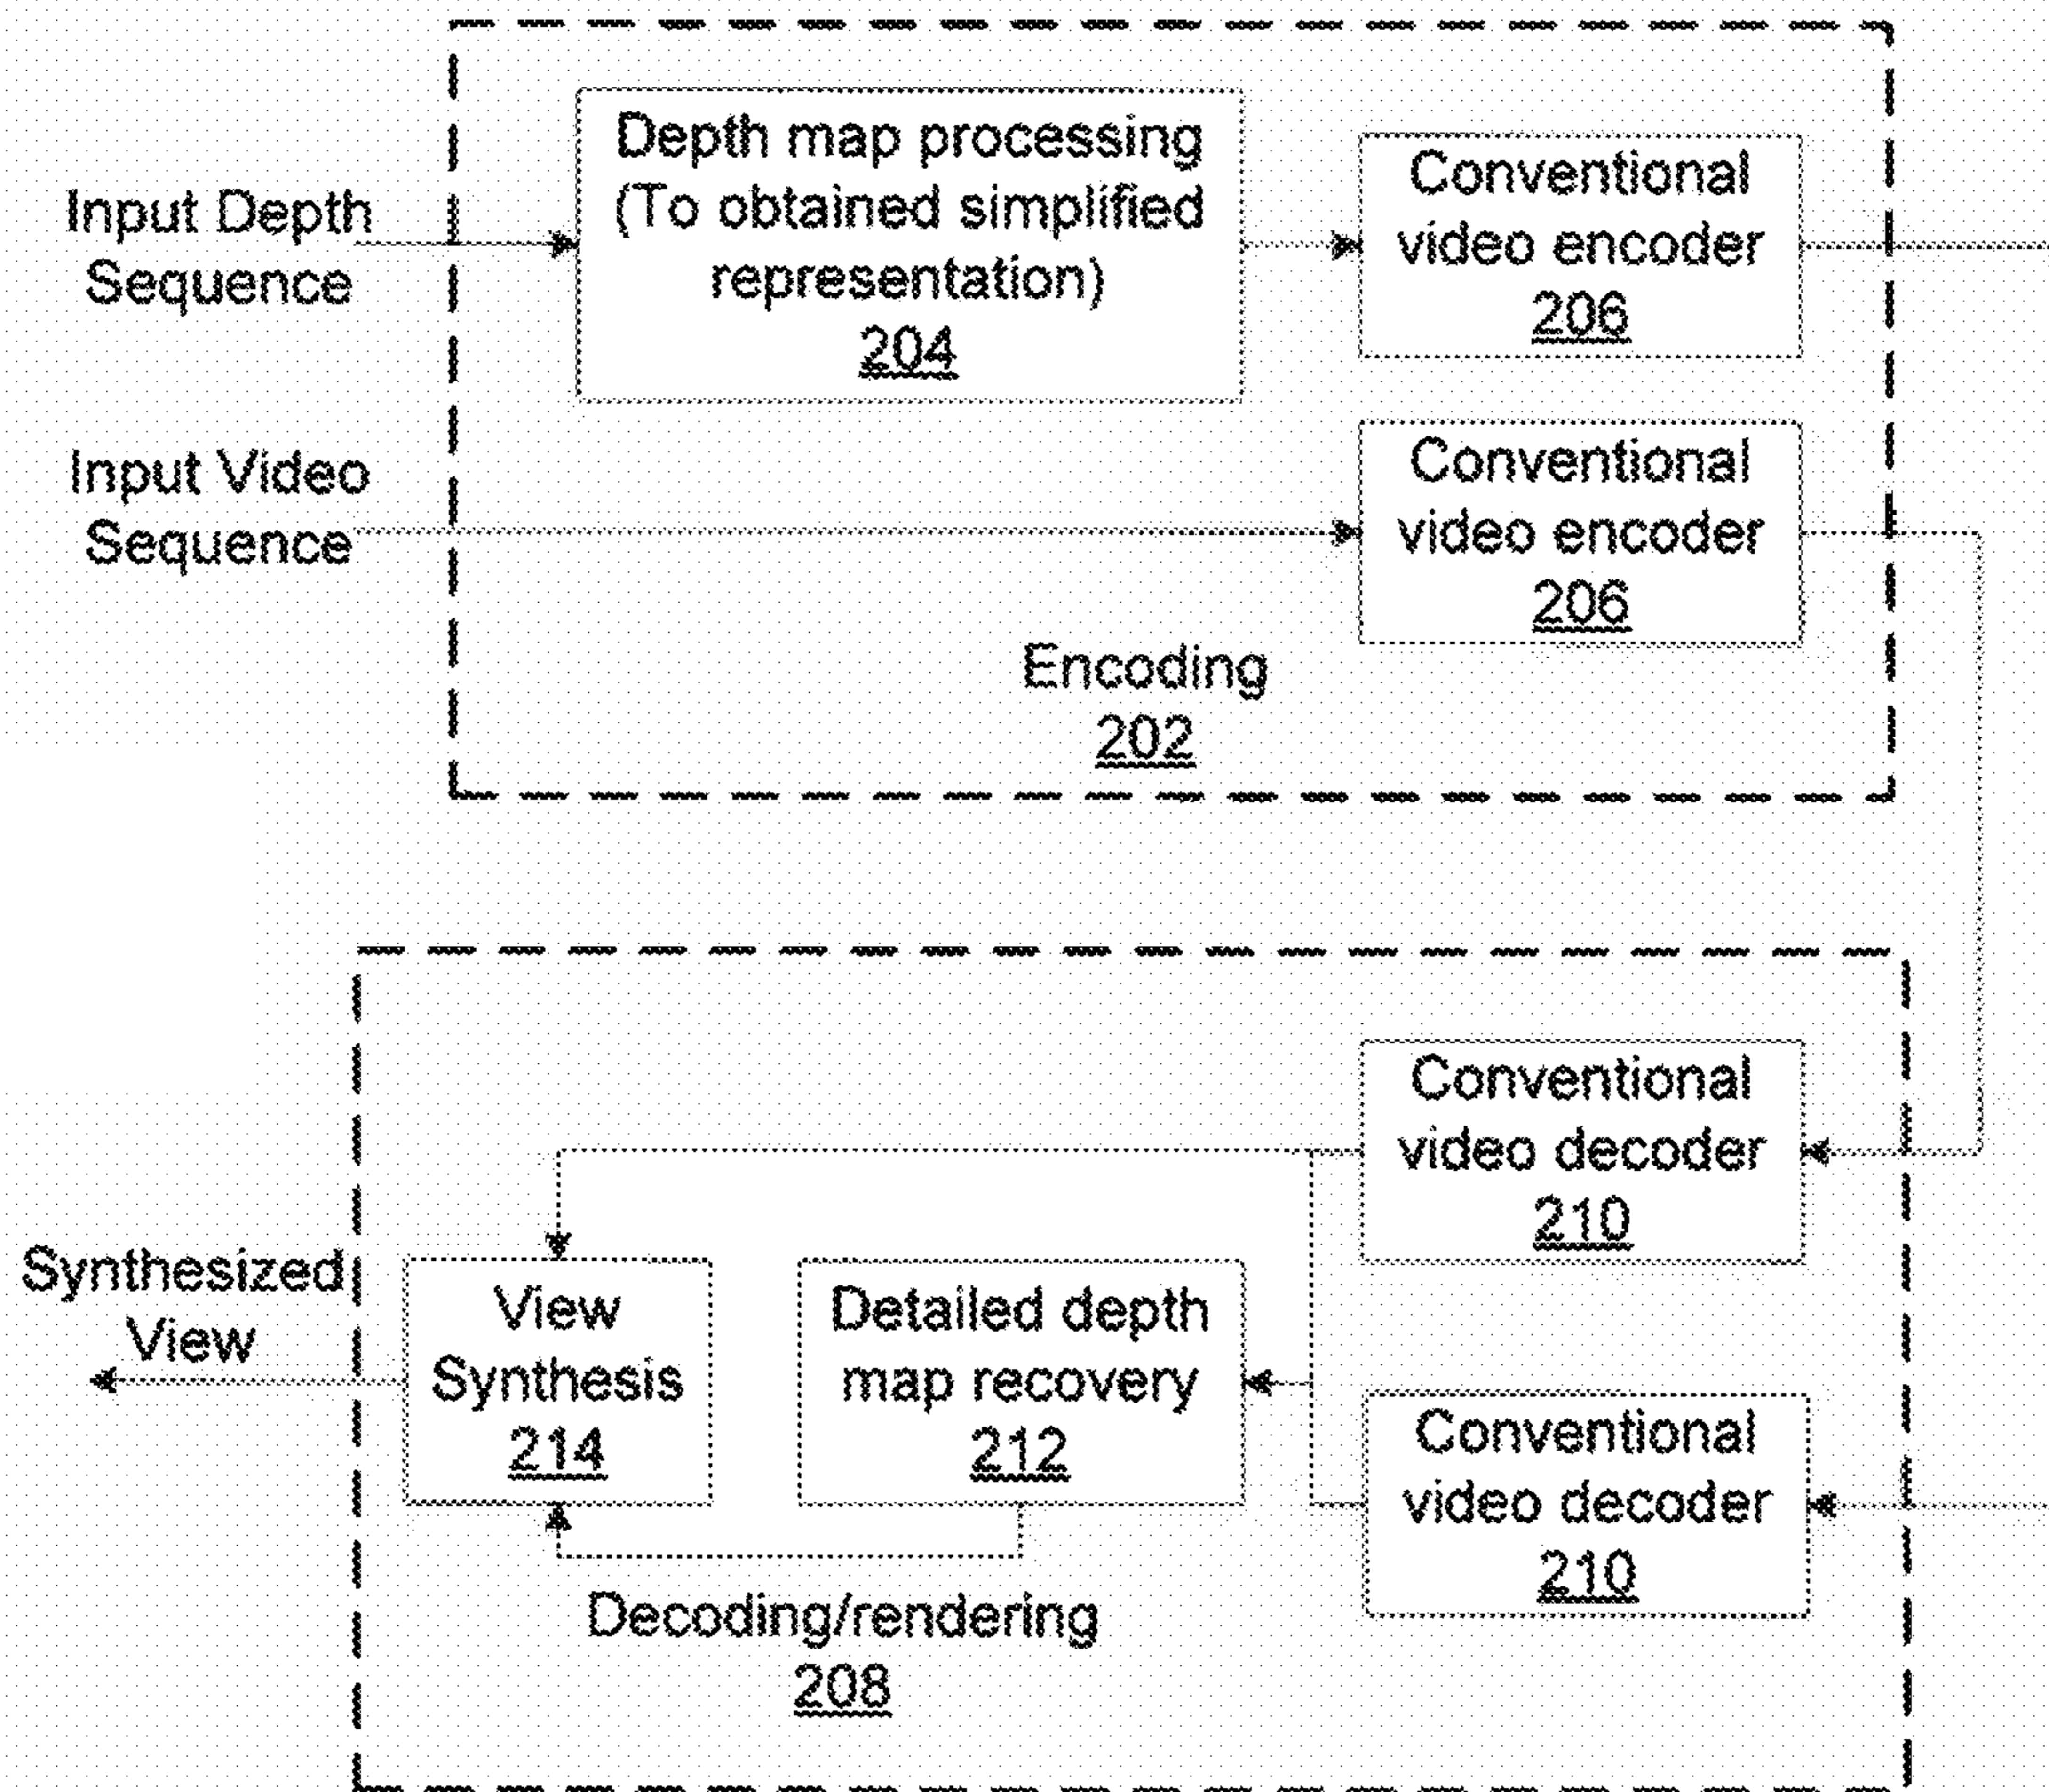 Depth map processing
(To obtained simplified
representation)
204
Conventional
video encoder
206
Input Depth
Sequence
Input Video
Sequence
Conventional
video encoder
206
Encoding
202
Conventional
video decoder
210
Synthesized
View
View
Synthesis
214
Detailed depth
map recovery
212
Conventional
video decoder
210
Decoding/rendering
208